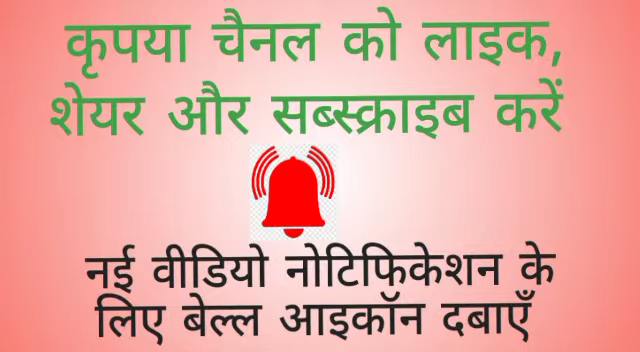 कृपया चैनल को लाइक,
शेयर और सब्स्क्राइब करें
नई वीडियो नोटिफिकेशन के
लिए बेल्ल आइकॉन दबाएँ